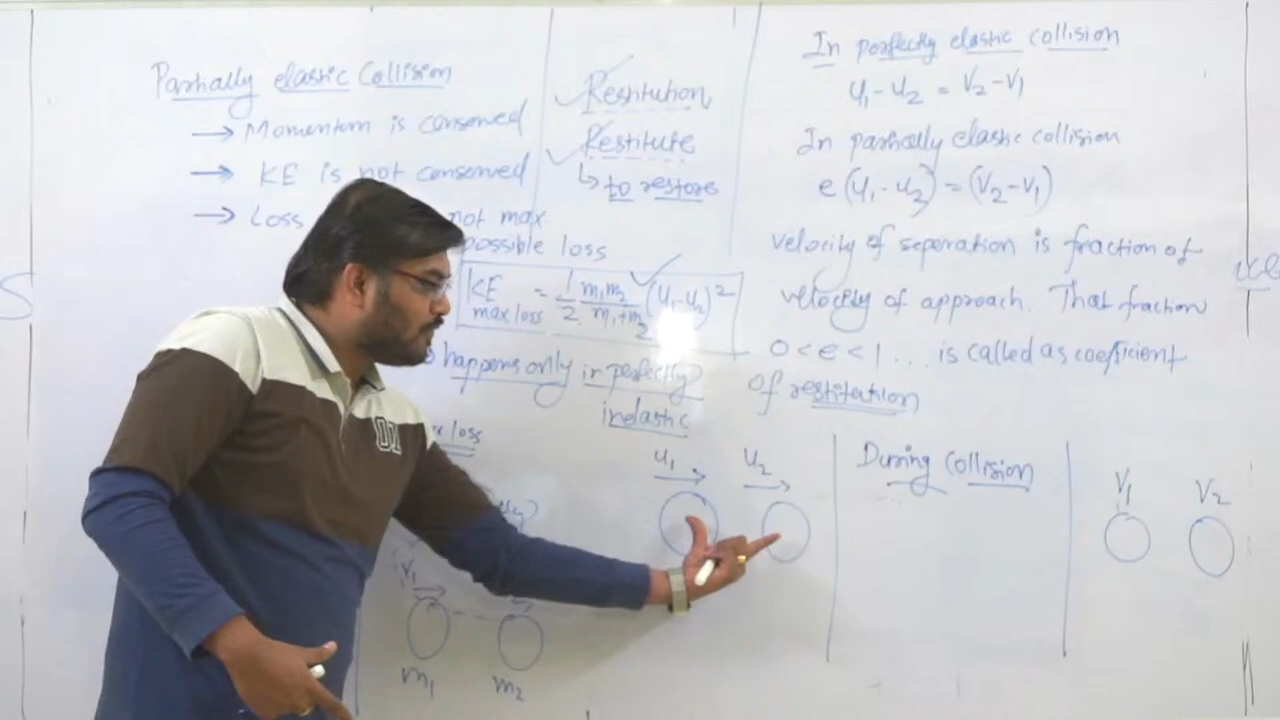 Partially elastic Collision
→ Momentum is conserved
→ KE is not conserved
→ Loss not max
possible loss
KE max loss = 1/2 m1m2/m1+m2 (u1-u2)^2
happens only in perfectly
inelastic
loss
V1
m1 m2
Restitution
Restitute
↳ to restore
In perfectly elastic collision
u1-u2 = V2-V1
In partially elastic collision
e(u1-u2) = (V2-V1)
velocity of seperation is fraction of
velocity of approach. That fraction
0<e<1... is called as coefficient
of restitution
u1 u2
During Collision
V1 V2
01